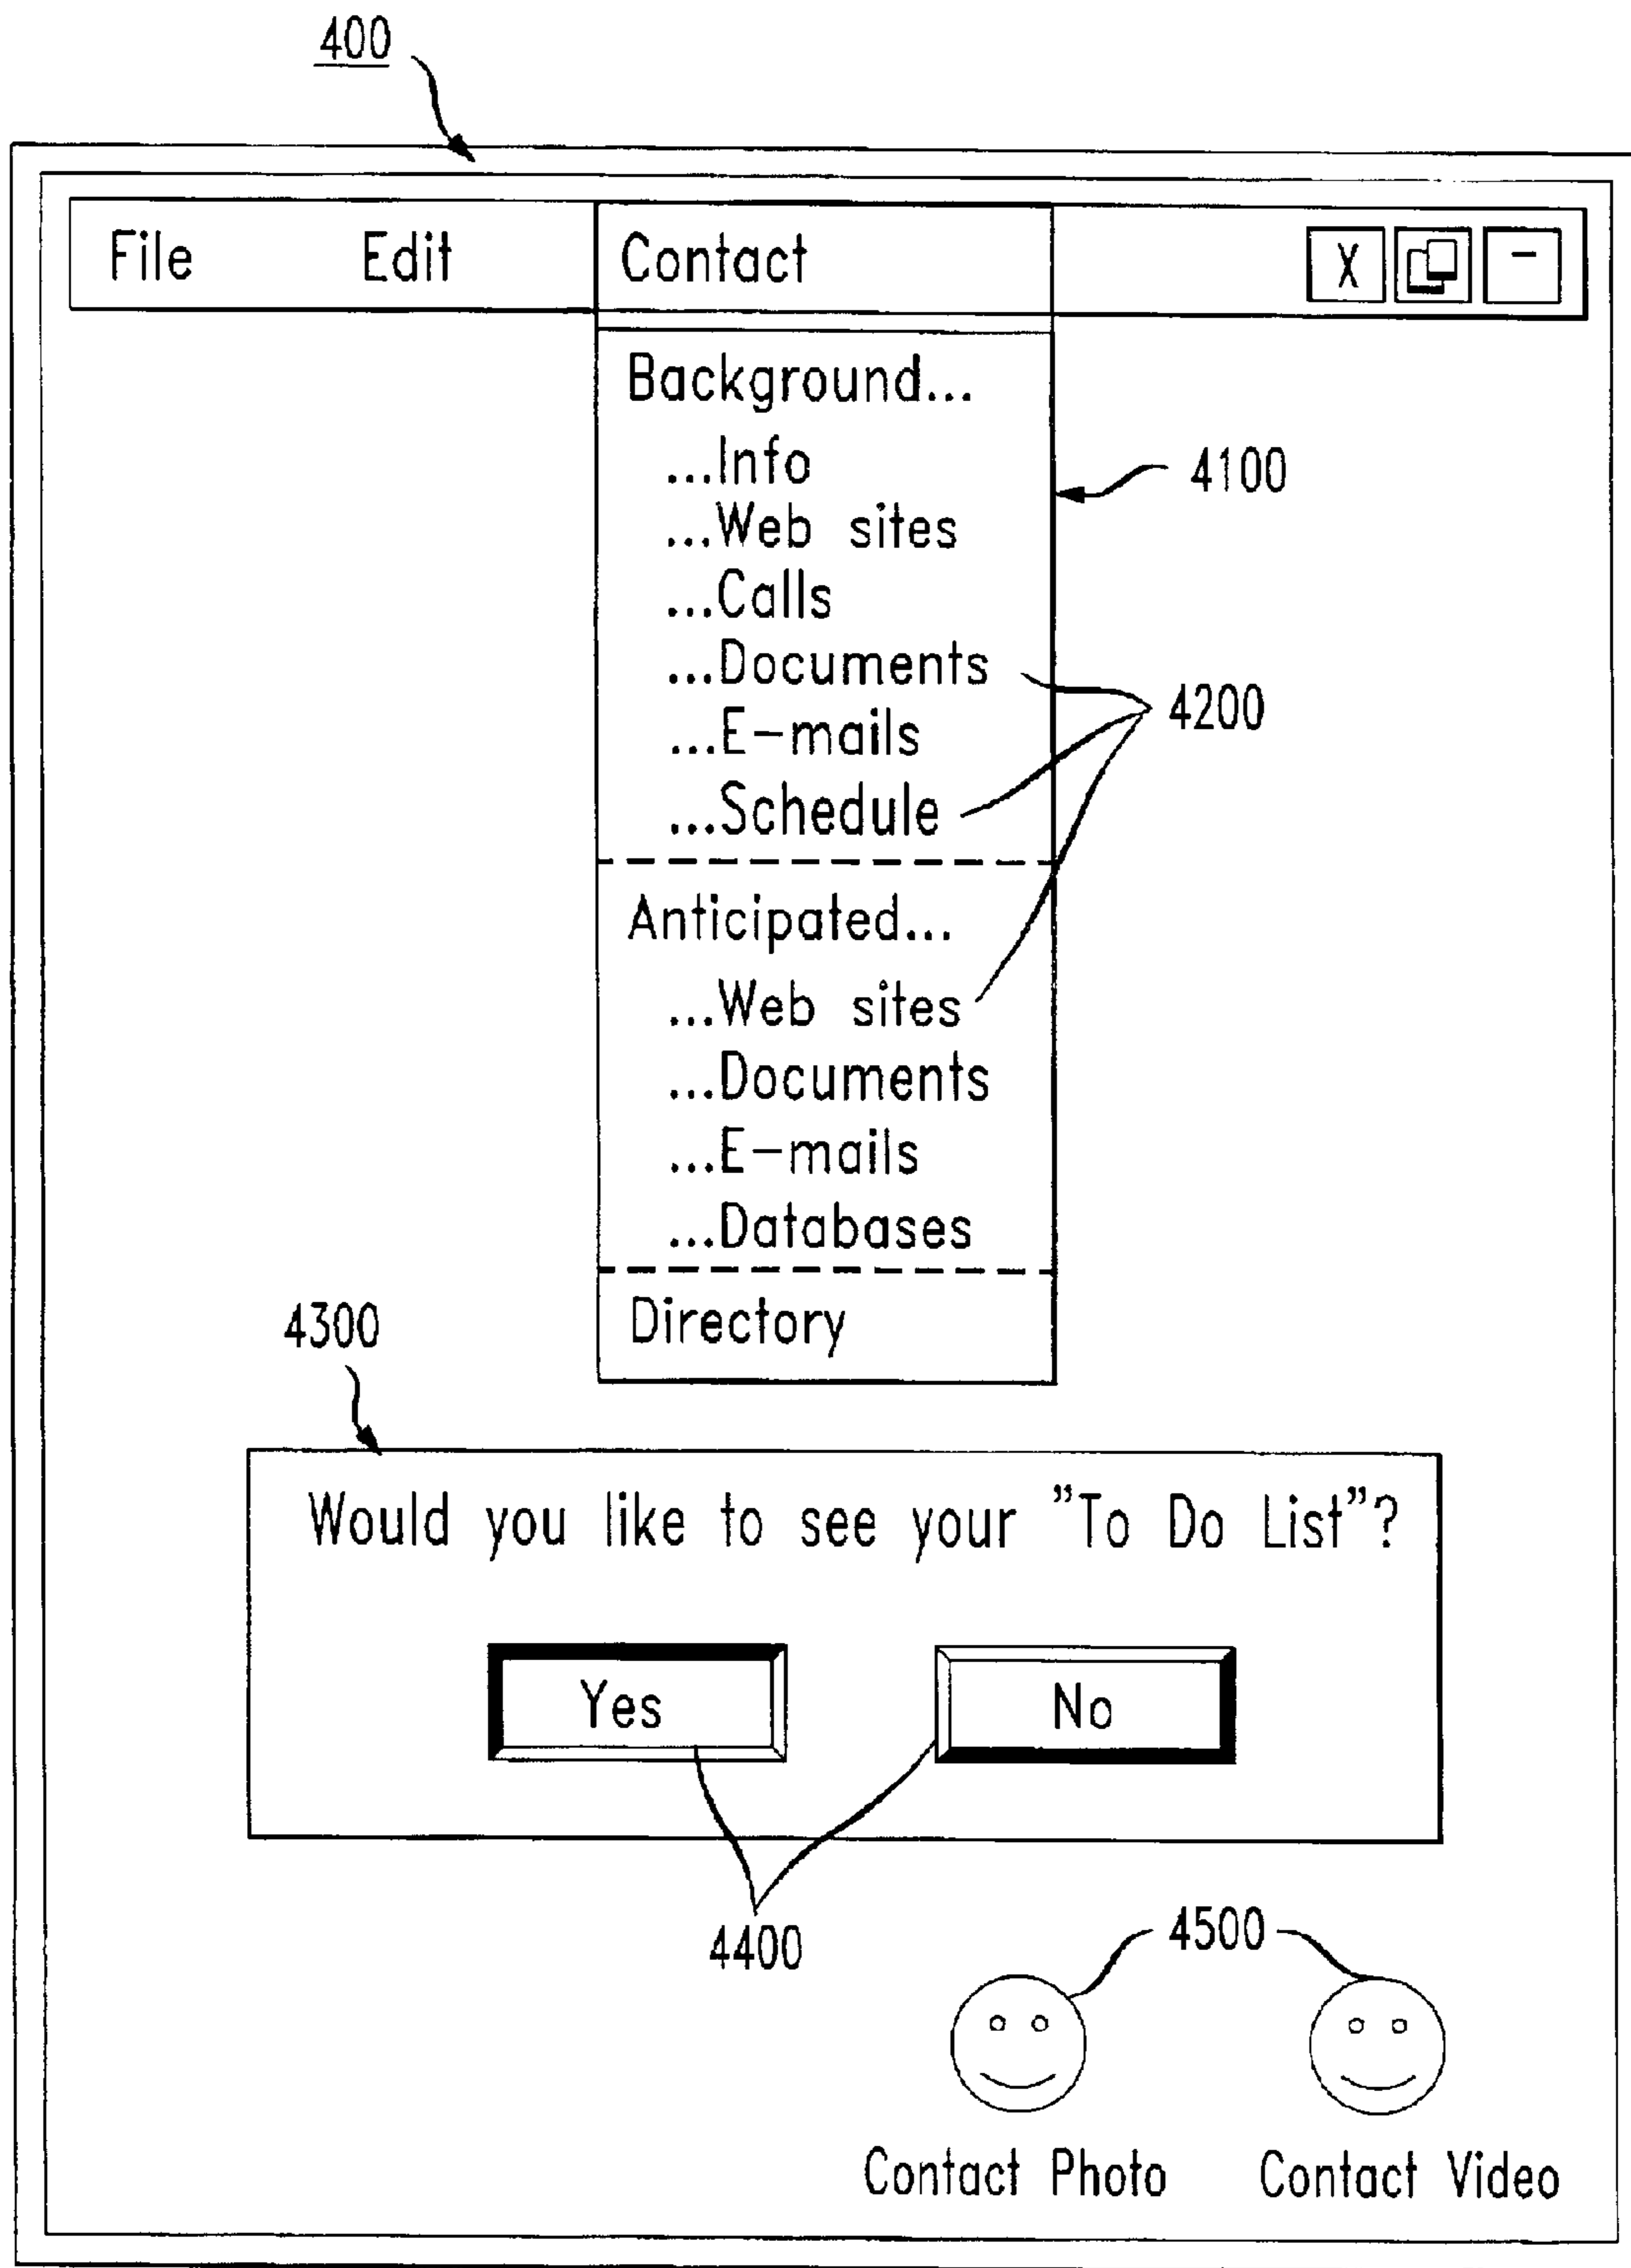 400
File Edit Contact X -
Background...
...Info
4100
...Web sites
...Calls
...Documents
4200
...E-mails
...Schedule
Anticipated...
...Web sites
...Documents
...E-mails
...Databases
Directory
4300
Would you like to see your ”To Do List”?
Yes No
4400
4500
Contact Photo Contact Video